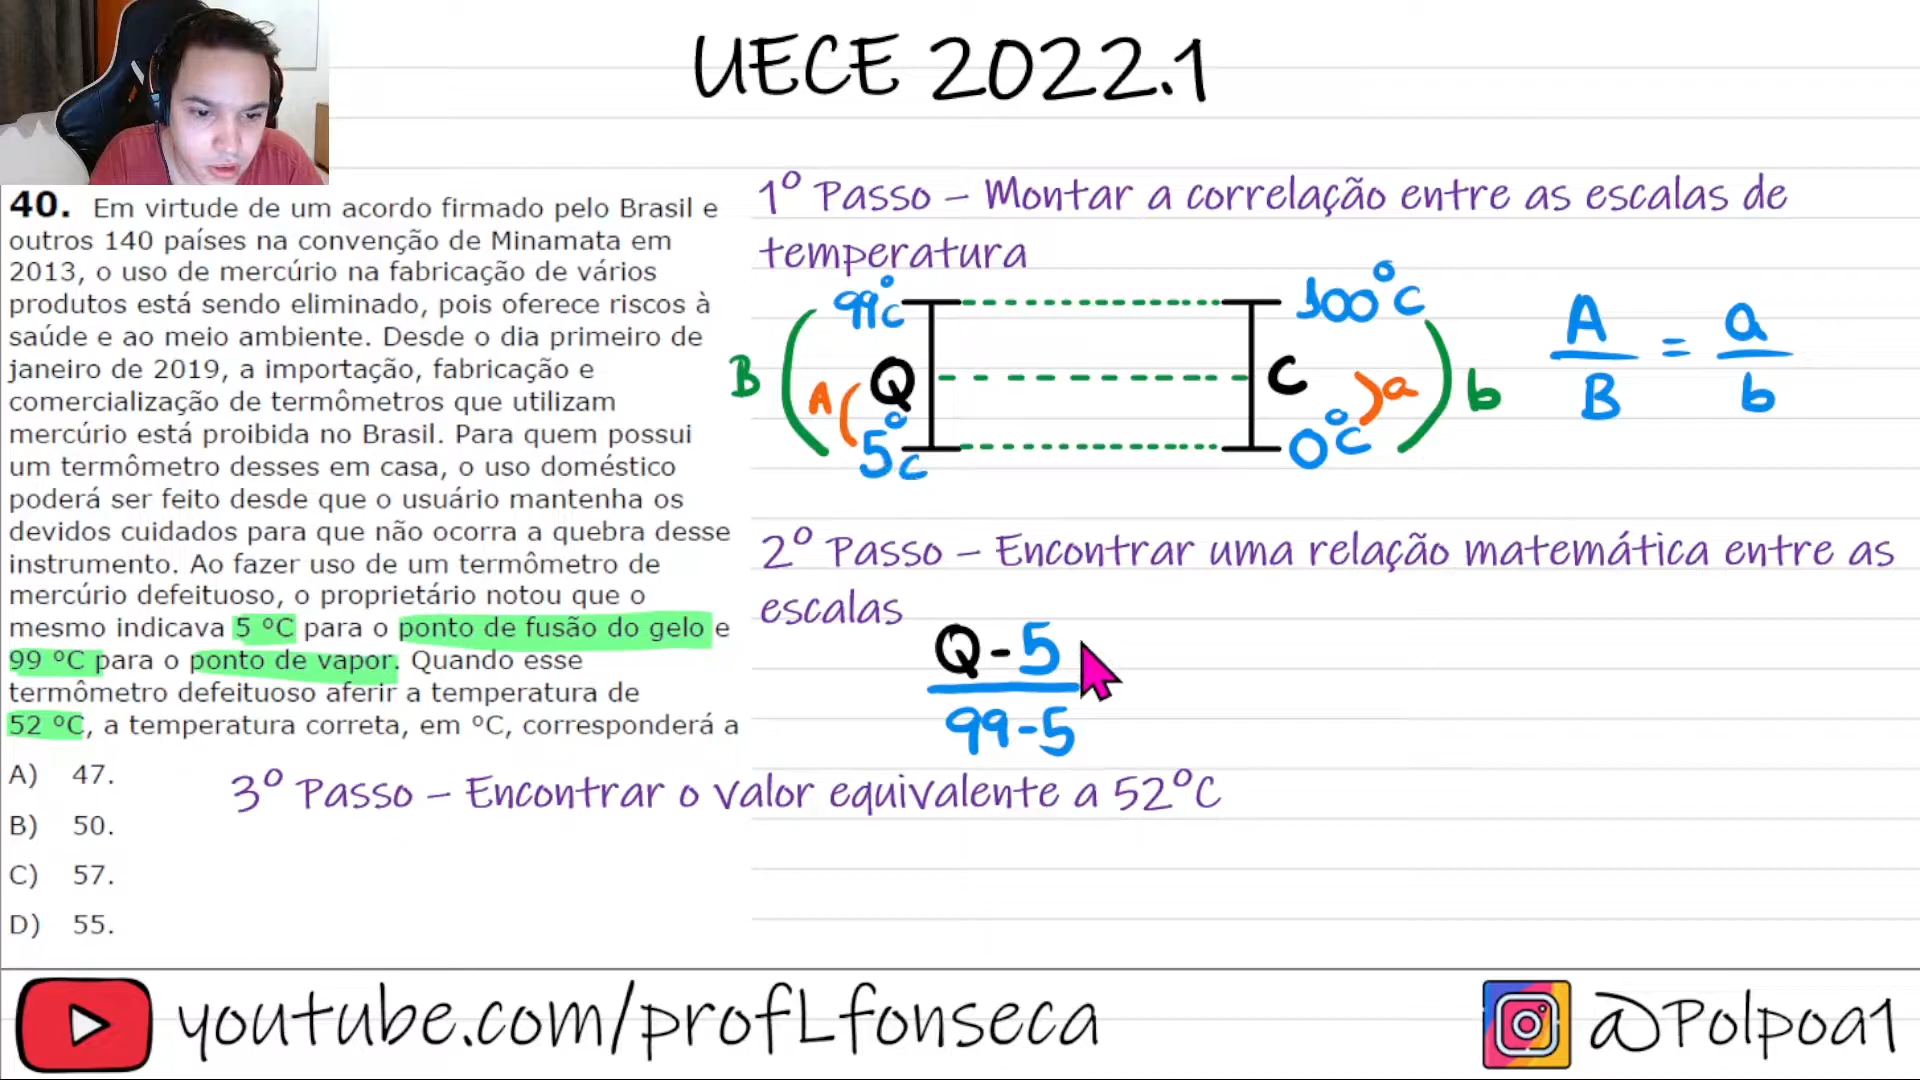 UECE 2022.1
40. Em virtude de um acordo firmado pelo Brasil e
outros 140 países na convenção de Minamata em
2013, o uso de mercúrio na fabricação de vários
produtos está sendo eliminado, pois oferece riscos à
saúde e ao meio ambiente. Desde o dia primeiro de
janeiro de 2019, a importação, fabricação e
comercialização de termômetros que utilizam
mercúrio está proibida no Brasil. Para quem possui
um termômetro desses em casa, o uso doméstico
poderá ser feito desde que o usuário mantenha os
devidos cuidados para que não ocorra a quebra desse
instrumento. Ao fazer uso de um termômetro de
mercúrio defeituoso, o proprietário notou que o
mesmo indicava 5 ºC para o ponto de fusão do gelo e
99 ºC para o ponto de vapor. Quando esse
termômetro defeituoso aferir a temperatura de
52 ºC, a temperatura correta, em ºC, corresponderá a
A) 47.
B) 50.
C) 57.
D) 55.
1º Passo – Montar a correlação entre as escalas de
temperatura
99°C 100°C
B A Q C a b
5°C 0°C
A a
— = —
B b
2º Passo – Encontrar uma relação matemática entre as
escalas
Q-5
99-5
3º Passo – Encontrar o valor equivalente a 52ºC
youtube.com/profLfonseca
@Polpoa1